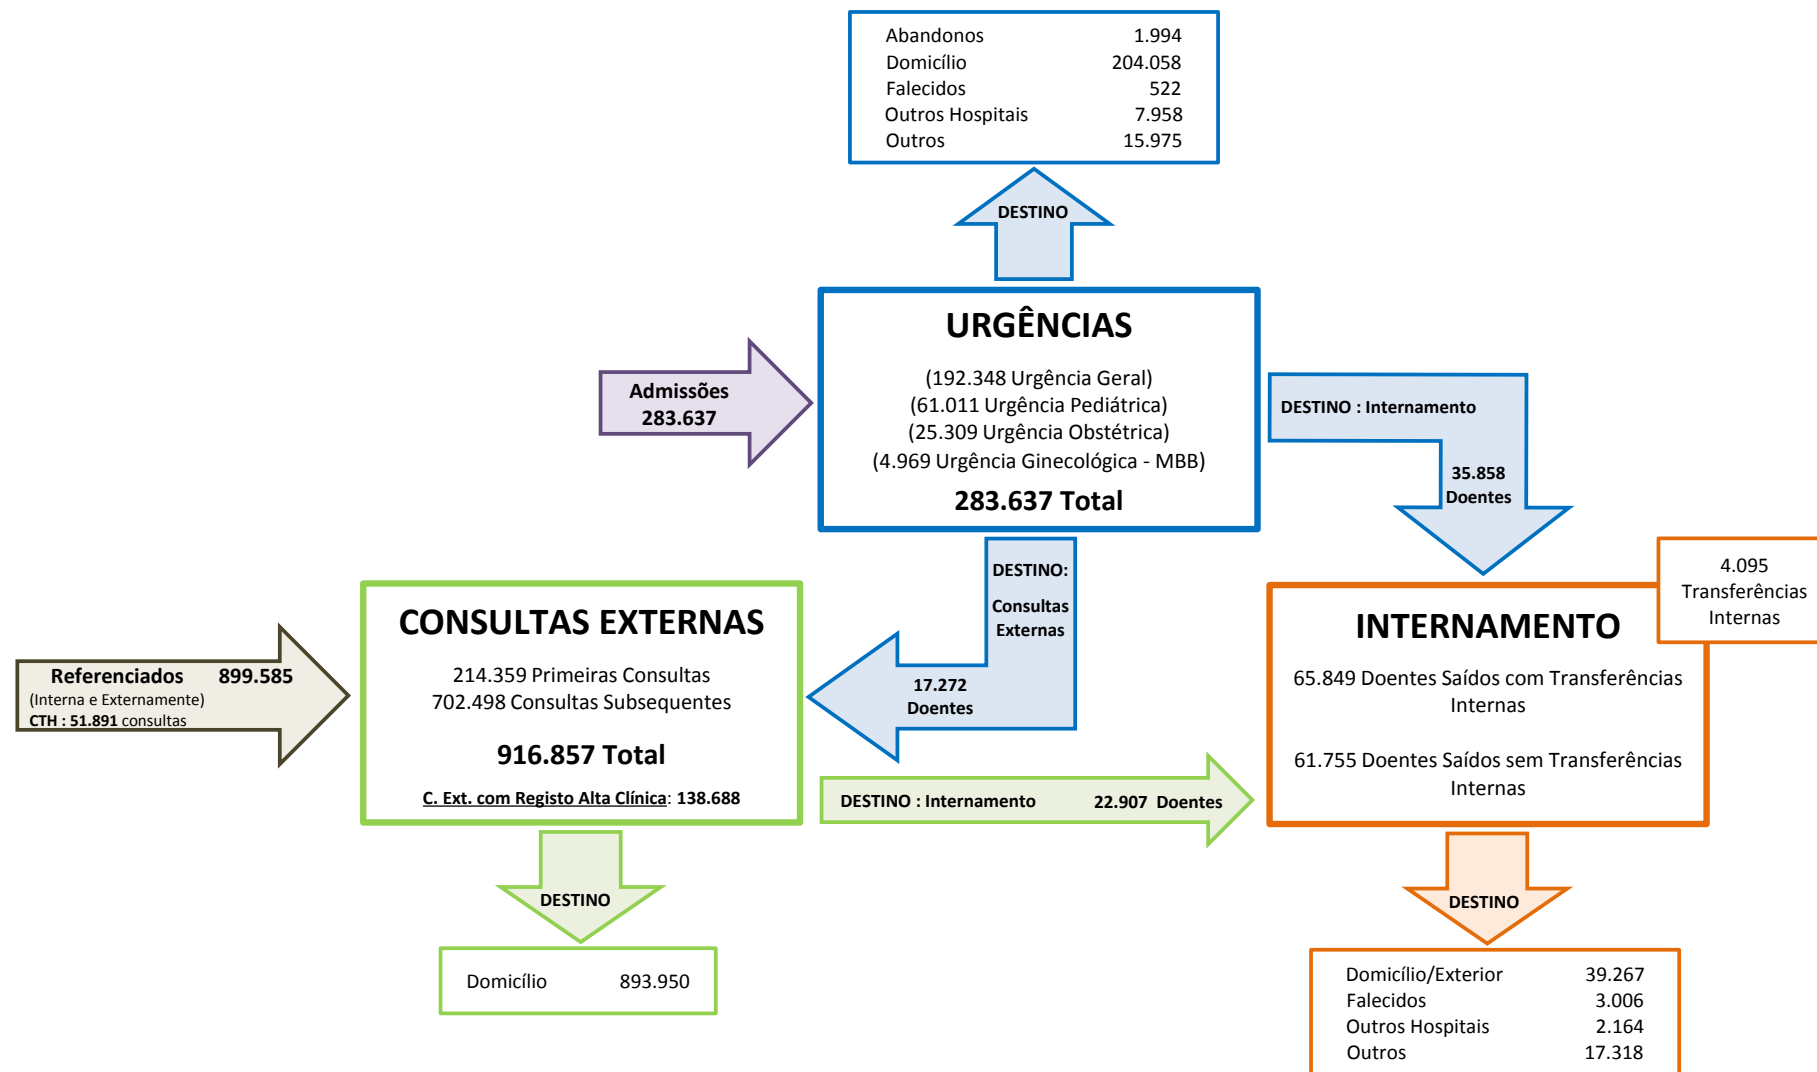 Abandonos 1.994
Domicílio 204.058
Falecidos 522
Outros Hospitais 7.958
Outros 15.975
DESTINO
URGÊNCIAS
(192.348 Urgência Geral)
(61.011 Urgência Pediátrica)
(25.309 Urgência Obstétrica)
(4.969 Urgência Ginecológica - MBB)
283.637 Total
Admissões
283.637
DESTINO : Internamento
35.858
Doentes
DESTINO:
Consultas
Externas
17.272
Doentes
4.095
Transferências
Internas
CONSULTAS EXTERNAS
214.359 Primeiras Consultas
702.498 Consultas Subsequentes
916.857 Total
C. Ext. com Registo Alta Clínica: 138.688
Referenciados 899.585
(Interna e Externamente)
CTH : 51.891 consultas
INTERNAMENTO
65.849 Doentes Saídos com Transferências
Internas
61.755 Doentes Saídos sem Transferências
Internas
DESTINO : Internamento 22.907 Doentes
DESTINO
Domicílio 893.950
DESTINO
Domicílio/Exterior 39.267
Falecidos 3.006
Outros Hospitais 2.164
Outros 17.318